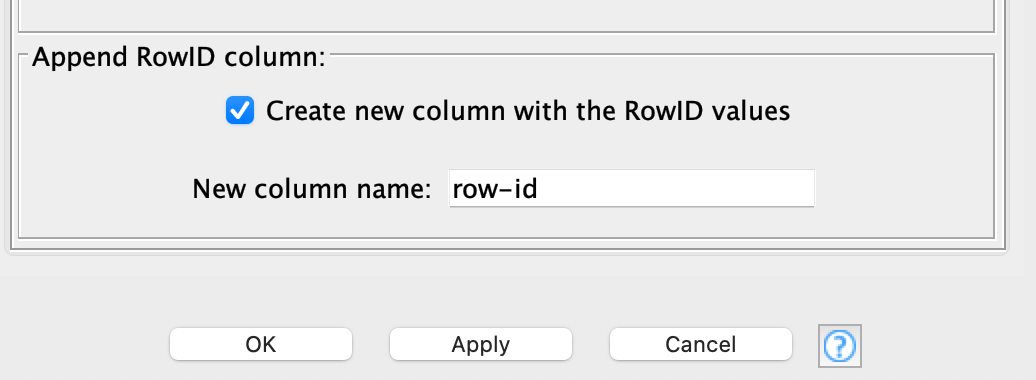 Append RowID column:
Create new column with the RowID values
New column name: row-id
OK Apply Cancel ?